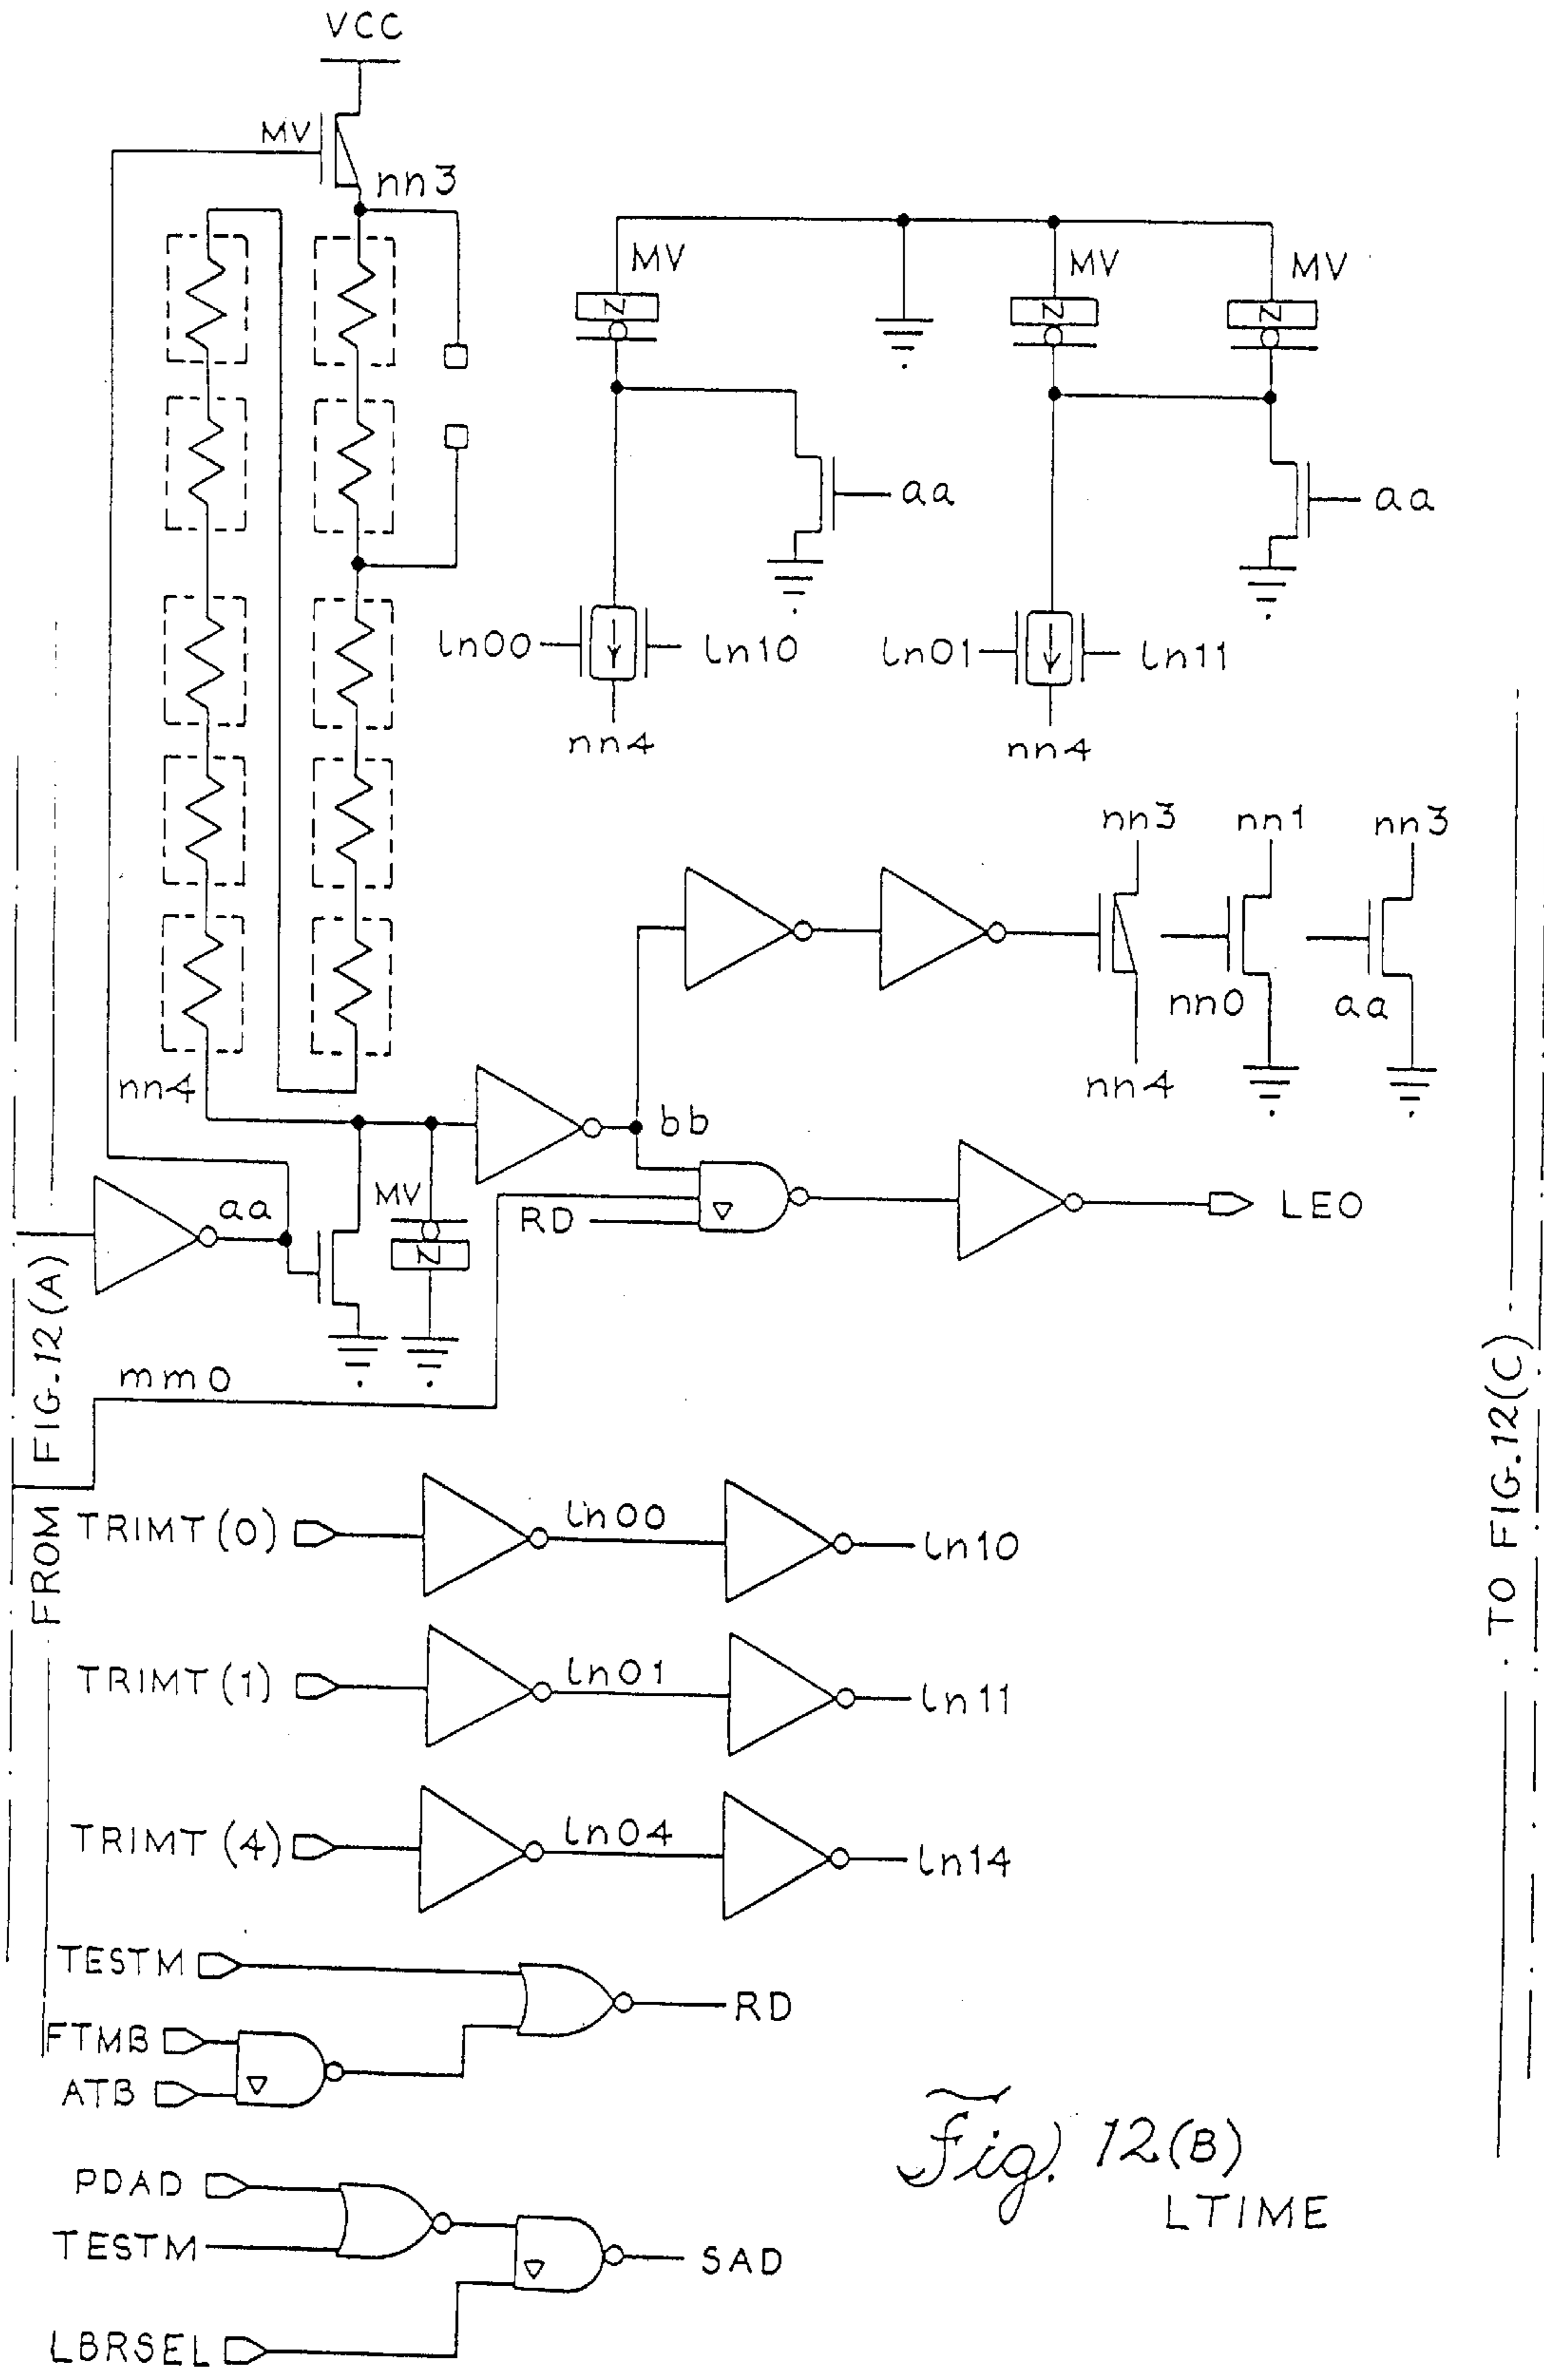 VCC
MV
nn3
MV
MV
MV
aa
aa
ln00
ln10
ln01
ln11
nn4
nn4
nn3
nn1
nn3
nn0
aa
nn4
nn4
bb
aa
MV
RD
LEO
mm0
FROM FIG.12(A)
TO FIG.12(C)
TRIMT(0)
ln00
ln10
TRIMT(1)
ln01
ln11
TRIMT(4)
ln04
ln14
TESTM
RD
FTMB
ATB
PDAD
TESTM
SAD
LBRSEL
Fig. 12(B)
LTIME
N
N
N
N